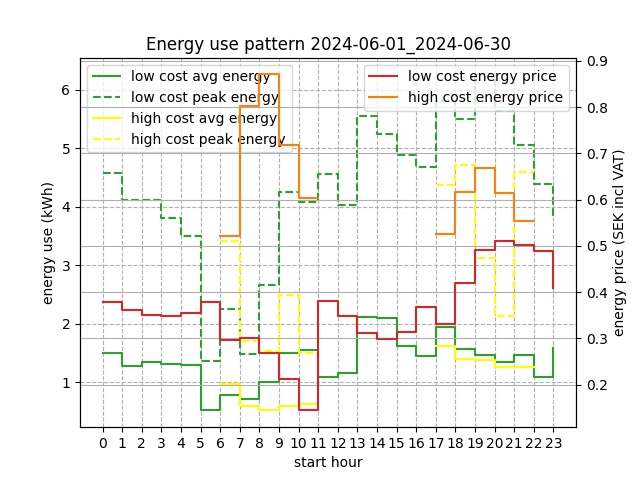 Energy use pattern 2024-06-01_2024-06-30
low cost avg energy
low cost peak energy
high cost avg energy
high cost peak energy
low cost energy price
high cost energy price
6
5
4
3
2
1
energy use (kWh)
0.9
0.8
0.7
0.6
0.5
0.4
0.3
0.2
energy price (SEK incl VAT)
0 1 2 3 4 5 6 7 8 9 10 11 12 13 14 15 16 17 18 19 20 21 22 23
start hour